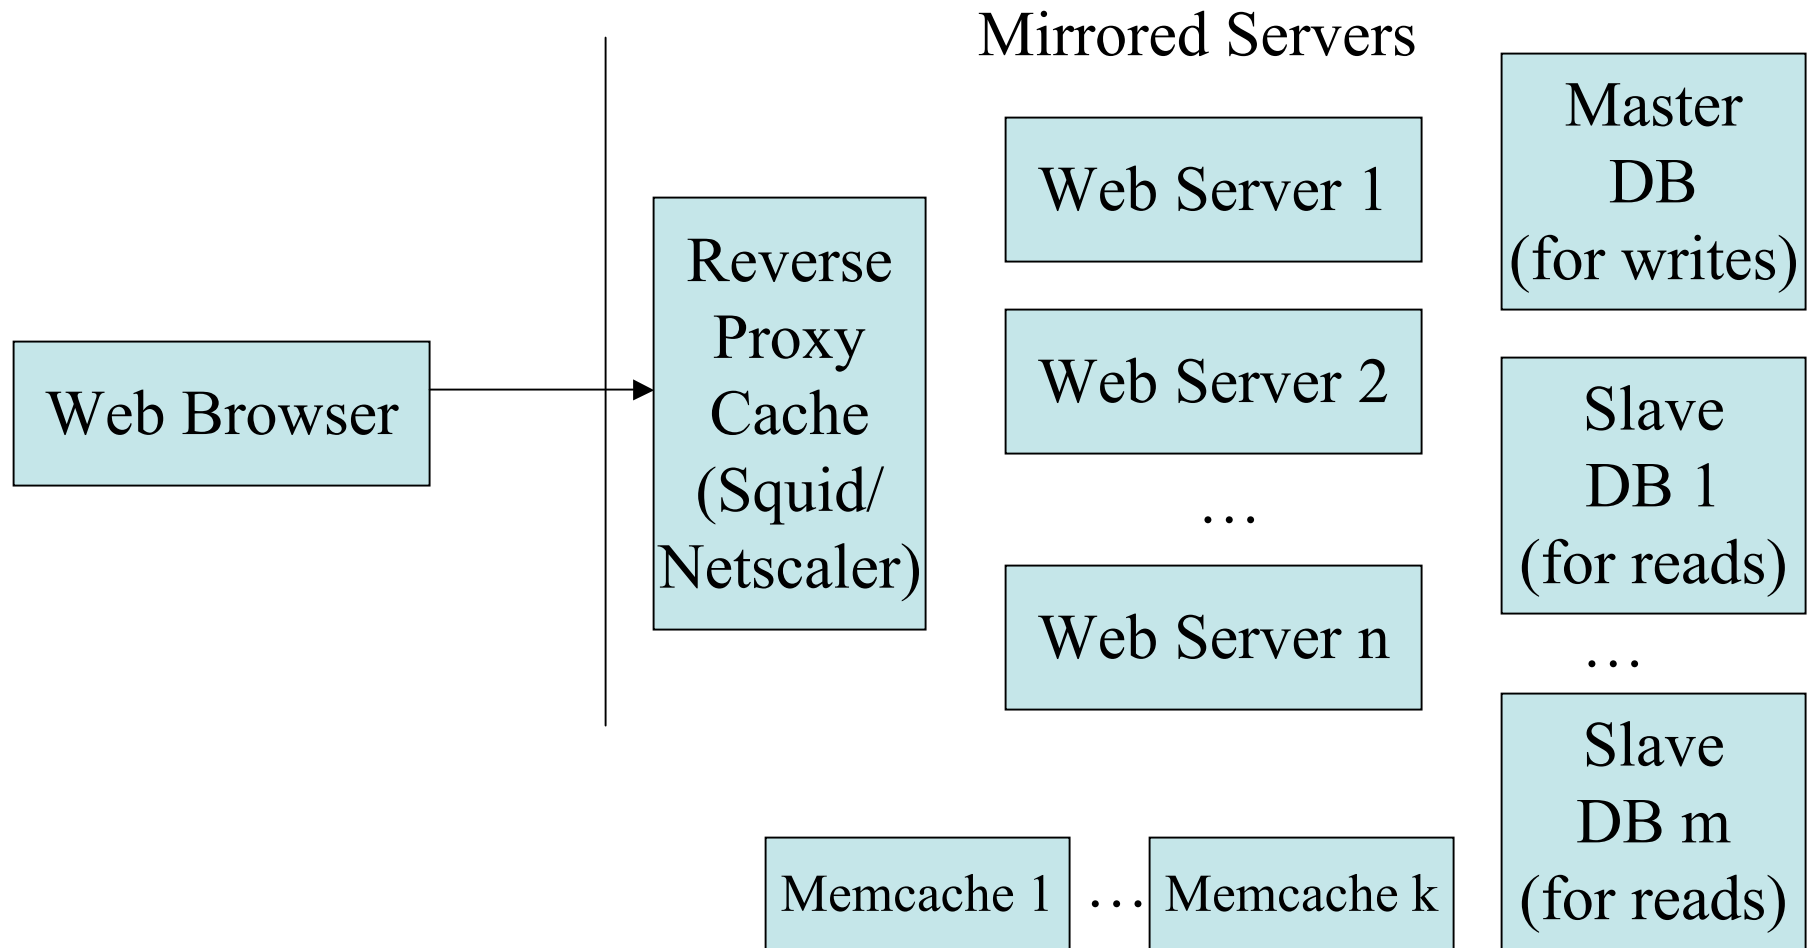 Mirrored Servers
Web Browser
Reverse
Proxy
Cache
(Squid/
Netscaler)
Web Server 1
Web Server 2
…
Web Server n
Master
DB
(for writes)
Slave
DB 1
(for reads)
…
Slave
DB m
(for reads)
Memcache 1
…
Memcache k